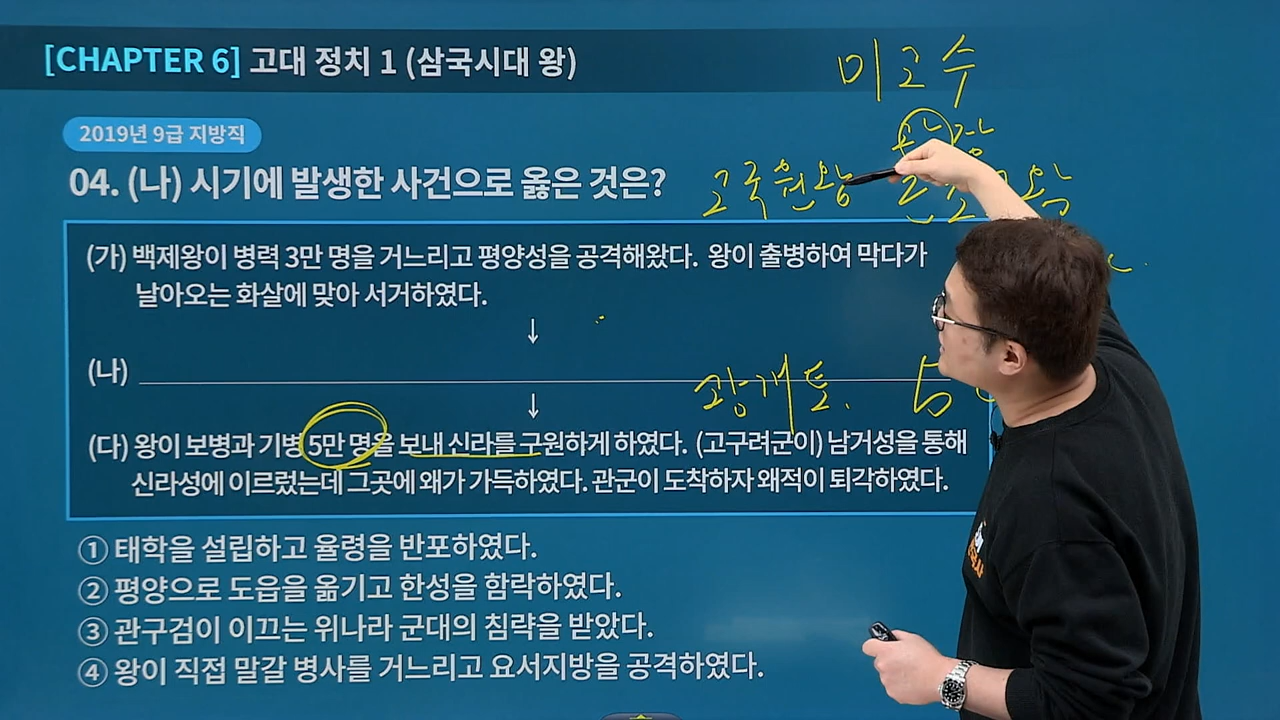 [CHAPTER 6] 고대 정치 1 (삼국시대 왕)
미고수
2019년 9급 지방직
04. (나) 시기에 발생한 사건으로 옳은 것은?
고국원왕
(가) 백제왕이 병력 3만 명을 거느리고 평양성을 공격해왔다. 왕이 출병하여 막다가
날아오는 화살에 맞아 서거하였다.
↓
(나)
광개토
↓
(다) 왕이 보병과 기병 5만 명을 보내 신라를 구원하게 하였다. (고구려군이) 남거성을 통해
신라성에 이르렀는데 그곳에 왜가 가득하였다. 관군이 도착하자 왜적이 퇴각하였다.
① 태학을 설립하고 율령을 반포하였다.
② 평양으로 도읍을 옮기고 한성을 함락하였다.
③ 관구검이 이끄는 위나라 군대의 침략을 받았다.
④ 왕이 직접 말갈 병사를 거느리고 요서지방을 공격하였다.